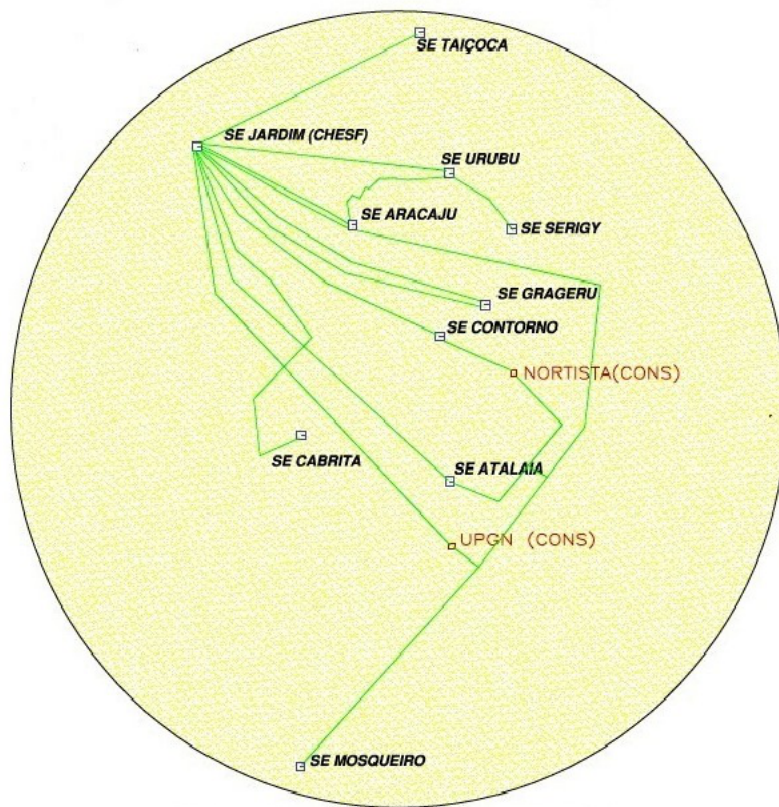 SE TAIÇOCA
SE JARDIM (CHESF)
SE URUBU
SE ARACAJU
SE SERIGY
SE GRAGERU
SE CONTORNO
NORTISTA(CONS)
SE CABRITA
SE ATALAIA
UPGN (CONS)
SE MOSQUEIRO